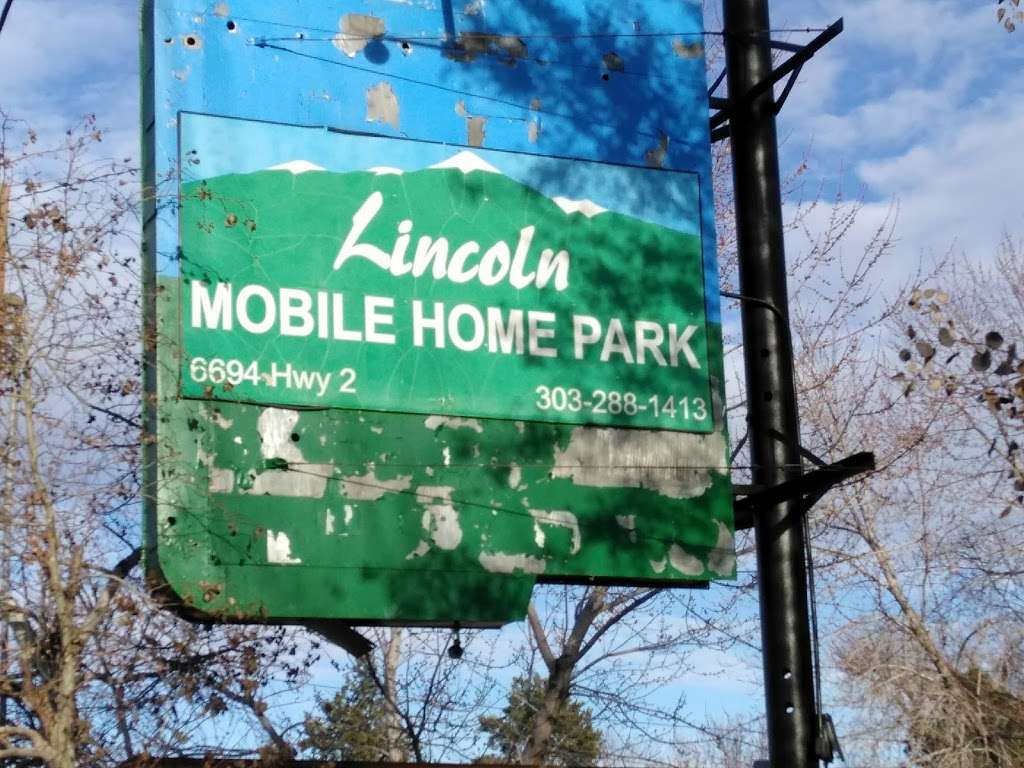 Lincoln
MOBILE HOME PARK
6694 Hwy 2 303-288-1413